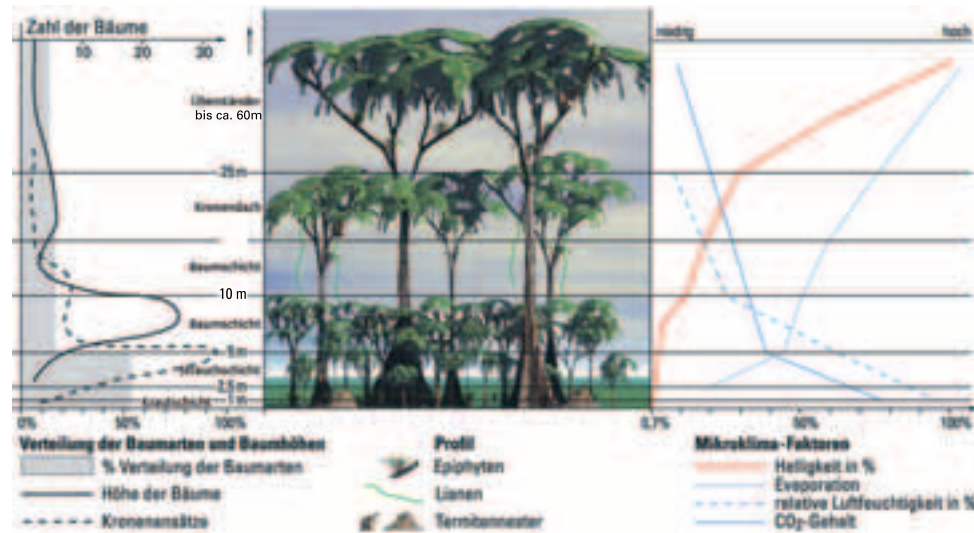 Zahl der Bäume
10 20 30
niedrig hoch
Überständer
bis ca. 60m
25 m
Kronendach
Baumschicht
10 m
Baumschicht
5 m
Strauchschicht
2,5 m
Krautschicht 1 m
0% 50% 100% 0,1% 50% 100%
Verteilung der Baumarten und Baumhöhen
% Verteilung der Baumarten
Höhe der Bäume
Kronenansätze
Profil
Epiphyten
Lianen
Termitennester
Mikroklima-Faktoren
Helligkeit in %
Evaporation
relative Luftfeuchtigkeit in %
CO₂-Gehalt